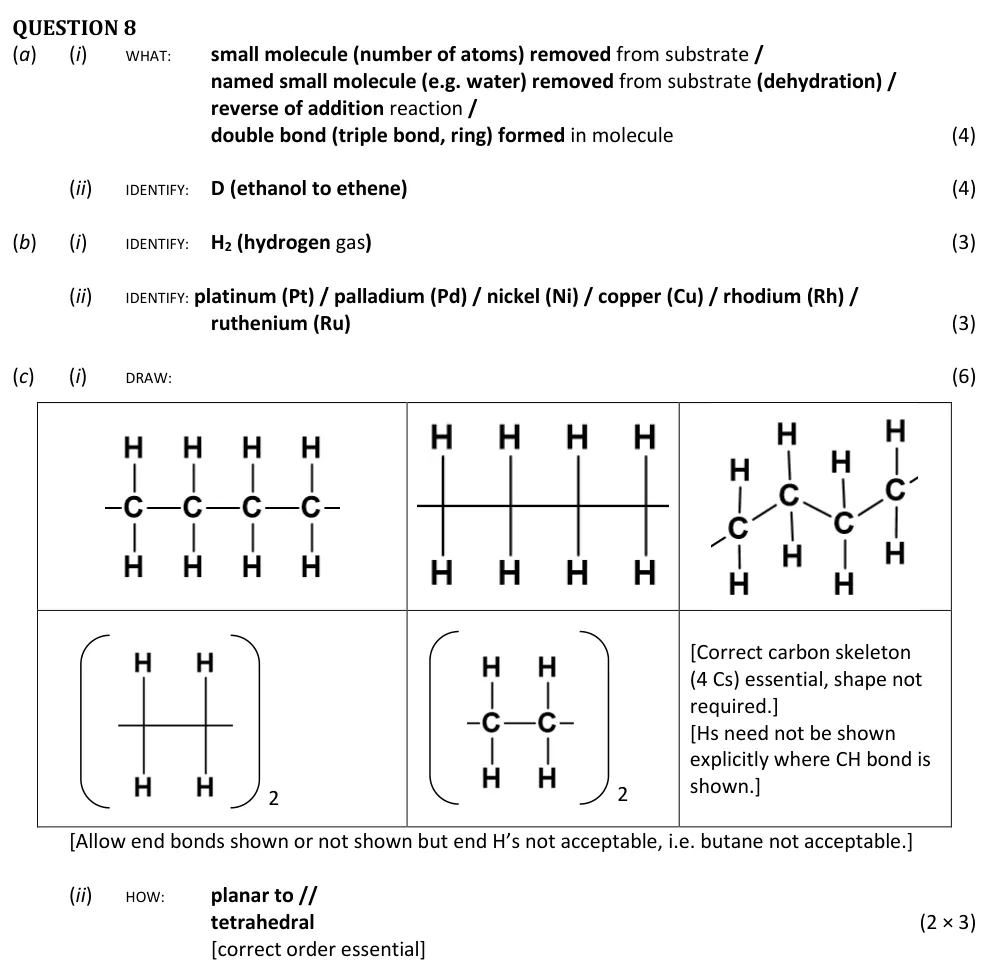 QUESTION 8
(a) (i) WHAT: small molecule (number of atoms) removed from substrate /
named small molecule (e.g. water) removed from substrate (dehydration) /
reverse of addition reaction /
double bond (triple bond, ring) formed in molecule (4)
(ii) IDENTIFY: D (ethanol to ethene) (4)
(b) (i) IDENTIFY: H₂ (hydrogen gas) (3)
(ii) IDENTIFY: platinum (Pt) / palladium (Pd) / nickel (Ni) / copper (Cu) / rhodium (Rh) /
ruthenium (Ru) (3)
(c) (i) DRAW: (6)
H H H H
C C C C
H H H H
H H H H
H H H H
H H H H
C C C C
H H H H
H H
H H
2
H H
C C
H H
2
[Correct carbon skeleton
(4 Cs) essential, shape not
required.]
[Hs need not be shown
explicitly where CH bond is
shown.]
[Allow end bonds shown or not shown but end H’s not acceptable, i.e. butane not acceptable.]
(ii) HOW: planar to //
tetrahedral (2 × 3)
[correct order essential]